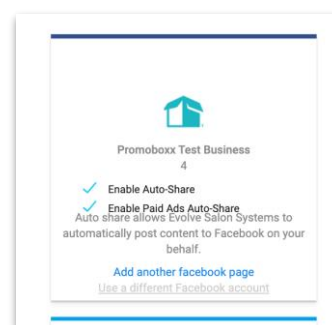 Promoboxx Test Business
4
Enable Auto-Share
Enable Paid Ads Auto-Share
Auto share allows Evolve Salon Systems to
automatically post content to Facebook on your
behalf.
Add another facebook page
Use a different Facebook account